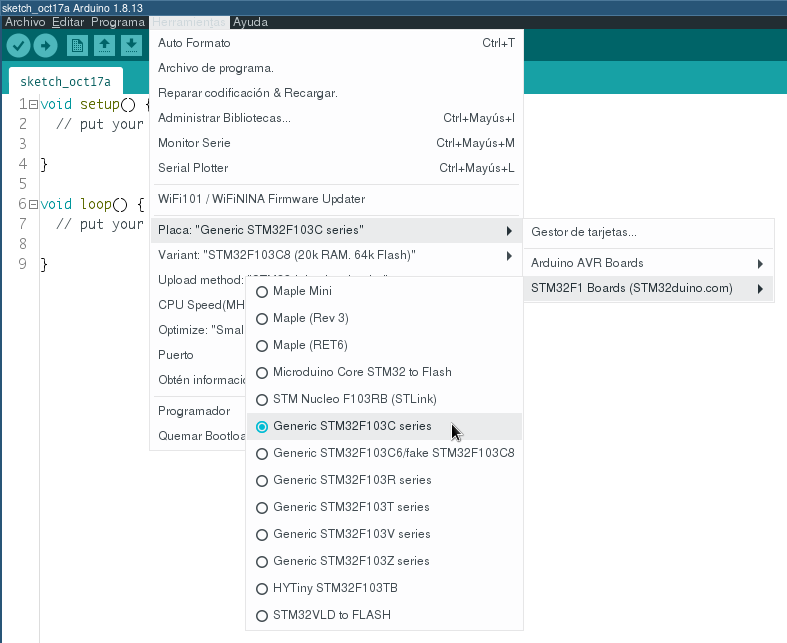 sketch_oct17a Arduino 1.8.13
Archivo Editar Programa Herramientas Ayuda
sketch_oct17a
1 void setup() {
2 // put your
3
4 }
5
6 void loop() {
7 // put your
8
9 }
Auto Formato Ctrl+T
Archivo de programa.
Reparar codificación & Recargar.
Administrar Bibliotecas... Ctrl+Mayús+I
Monitor Serie Ctrl+Mayús+M
Serial Plotter Ctrl+Mayús+L
WiFi101 / WiFiNINA Firmware Updater
Placa: "Generic STM32F103C series"
Variant: "STM32F103C8 (20k RAM. 64k Flash)"
Upload method:
CPU Speed(MH
Optimize: "Smal
Puerto
Obtén informaci
Programador
Quemar Bootloa
Gestor de tarjetas...
Arduino AVR Boards
STM32F1 Boards (STM32duino.com)
Maple Mini
Maple (Rev 3)
Maple (RET6)
Microduino Core STM32 to Flash
STM Nucleo F103RB (STLink)
Generic STM32F103C series
Generic STM32F103C6/fake STM32F103C8
Generic STM32F103R series
Generic STM32F103T series
Generic STM32F103V series
Generic STM32F103Z series
HYTiny STM32F103TB
STM32VLD to FLASH